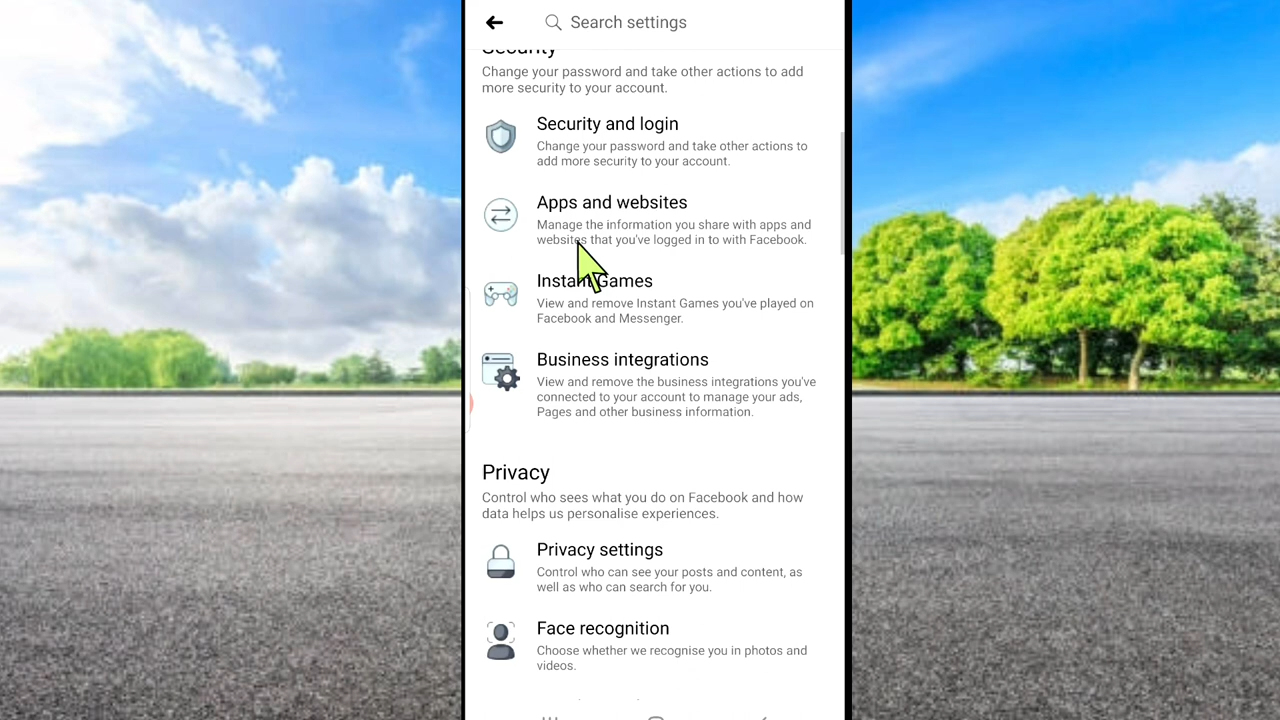 Search settings
Security
Change your password and take other actions to add
more security to your account.
Security and login
Change your password and take other actions to
add more security to your account.
Apps and websites
Manage the information you share with apps and
websites that you've logged in to with Facebook.
Instant Games
View and remove Instant Games you've played on
Facebook and Messenger.
Business integrations
View and remove the business integrations you've
connected to your account to manage your ads,
Pages and other business information.
Privacy
Control who sees what you do on Facebook and how
data helps us personalise experiences.
Privacy settings
Control who can see your posts and content, as
well as who can search for you.
Face recognition
Choose whether we recognise you in photos and
videos.